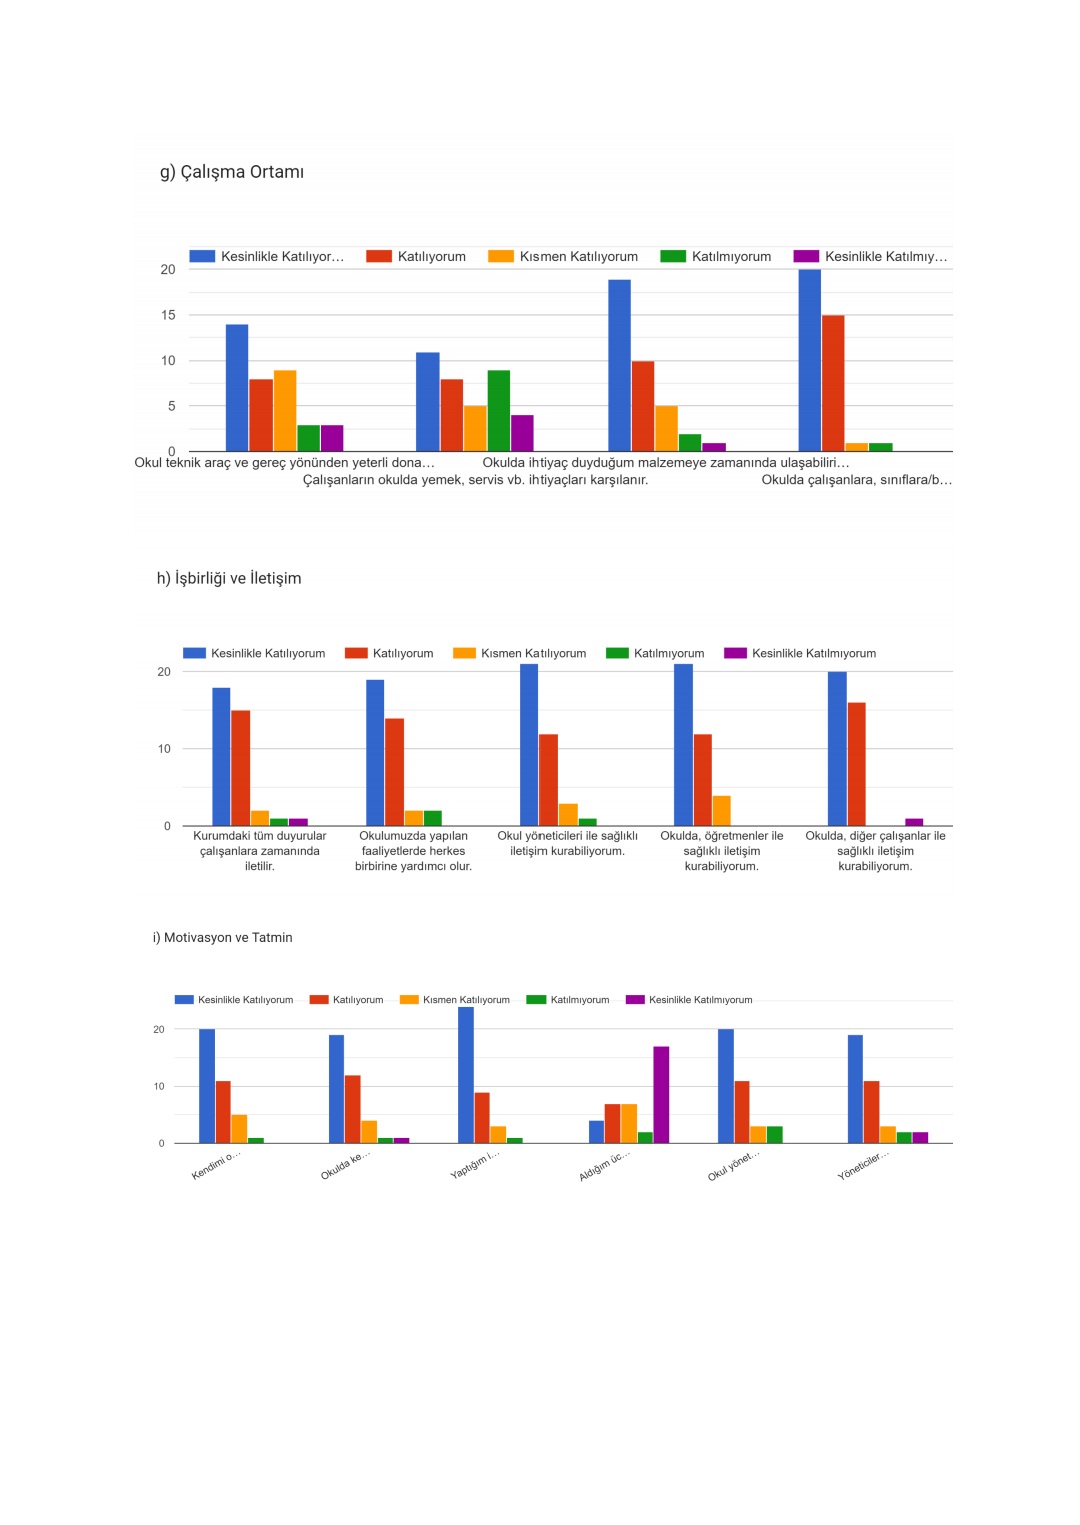 g) Çalışma Ortamı
Kesinlikle Katılıyor… Katılıyorum Kısmen Katılıyorum Katılmıyorum Kesinlikle Katılmıy…
20
15
10
5
0
Okul teknik araç ve gereç yönünden yeterli dona… Okulda ihtiyaç duyduğum malzemeye zamanında ulaşabiliri…
Çalışanların okulda yemek, servis vb. ihtiyaçları karşılanır. Okulda çalışanlara, sınıflara/b…
h) İşbirliği ve İletişim
Kesinlikle Katılıyorum Katılıyorum Kısmen Katılıyorum Katılmıyorum Kesinlikle Katılmıyorum
20
10
0
Kurumdaki tüm duyurular Okulumuzda yapılan Okul yöneticileri ile sağlıklı Okulda, öğretmenler ile Okulda, diğer çalışanlar ile
çalışanlara zamanında faaliyetlerde herkes iletişim kurabiliyorum. sağlıklı iletişim sağlıklı iletişim
iletilir. birbirine yardımcı olur. kurabiliyorum. kurabiliyorum.
i) Motivasyon ve Tatmin
Kesinlikle Katılıyorum Katılıyorum Kısmen Katılıyorum Katılmıyorum Kesinlikle Katılmıyorum
20
10
0
Kendimi o… Okulda ke… Yaptığım i… Aldığım üc… Okul yönet… Yöneticiler…